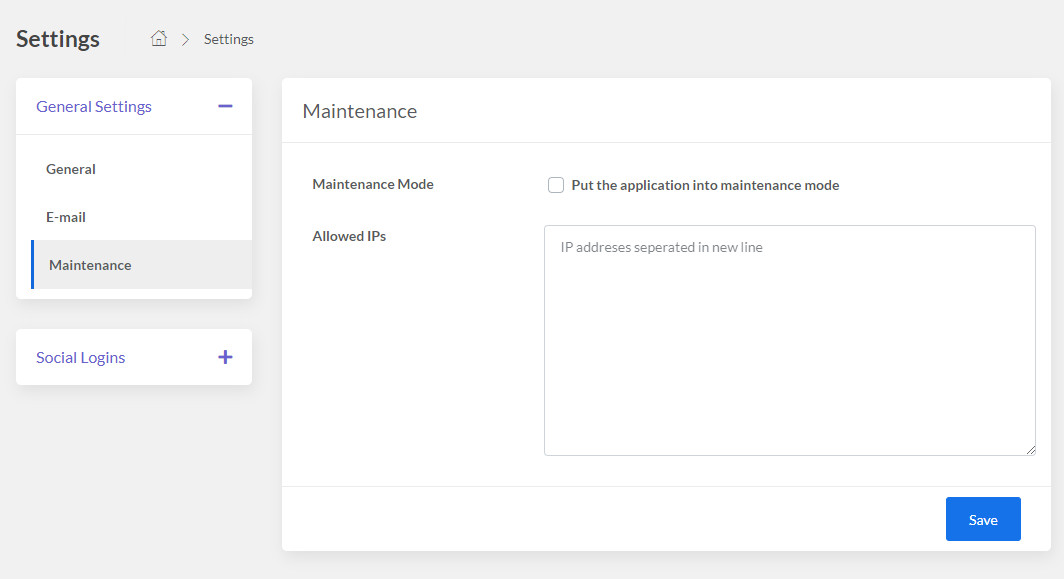 Settings
Settings
General Settings
General
E-mail
Maintenance
Social Logins
Maintenance
Maintenance Mode
Put the application into maintenance mode
Allowed IPs
IP addreses seperated in new line
Save